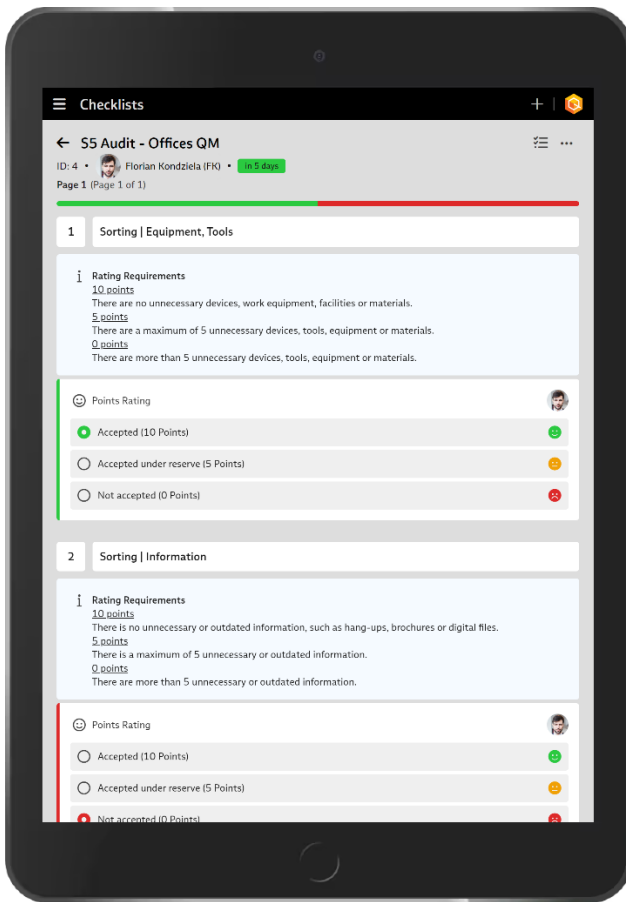 Checklists
S5 Audit - Offices QM
ID: 4 • Florian Kondziela (FK) • In 5 days
Page 1 (Page 1 of 1)
1 Sorting | Equipment, Tools
Rating Requirements
10 points
There are no unnecessary devices, work equipment, facilities or materials.
5 points
There are a maximum of 5 unnecessary devices, tools, equipment or materials.
0 points
There are more than 5 unnecessary devices, tools, equipment or materials.
Points Rating
Accepted (10 Points)
Accepted under reserve (5 Points)
Not accepted (0 Points)
2 Sorting | Information
Rating Requirements
10 points
There is no unnecessary or outdated information, such as hang-ups, brochures or digital files.
5 points
There is a maximum of 5 unnecessary or outdated information.
0 points
There are more than 5 unnecessary or outdated information.
Points Rating
Accepted (10 Points)
Accepted under reserve (5 Points)
Not accepted (0 Points)